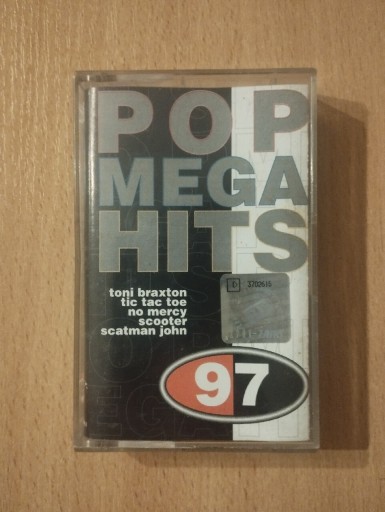 POP
MEGA
HITS
toni braxton
tic tac toe
no mercy
scooter
scatman john
97